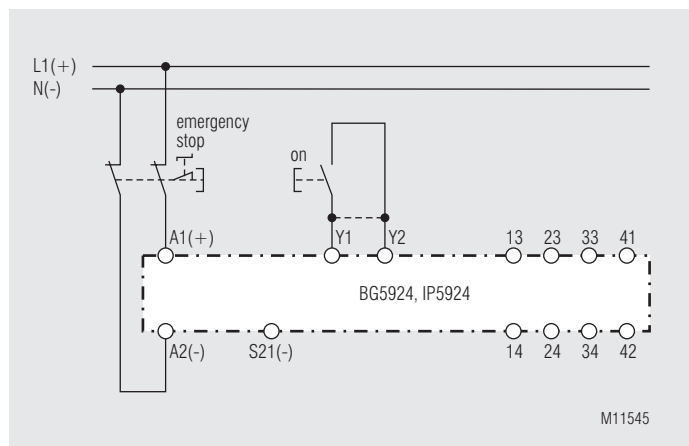 L1(+)
N(-)
emergency
stop
on
A1(+)
Y1
Y2
13
23
33
41
BG5924, IP5924
A2(-)
S21(-)
14
24
34
42
M11545